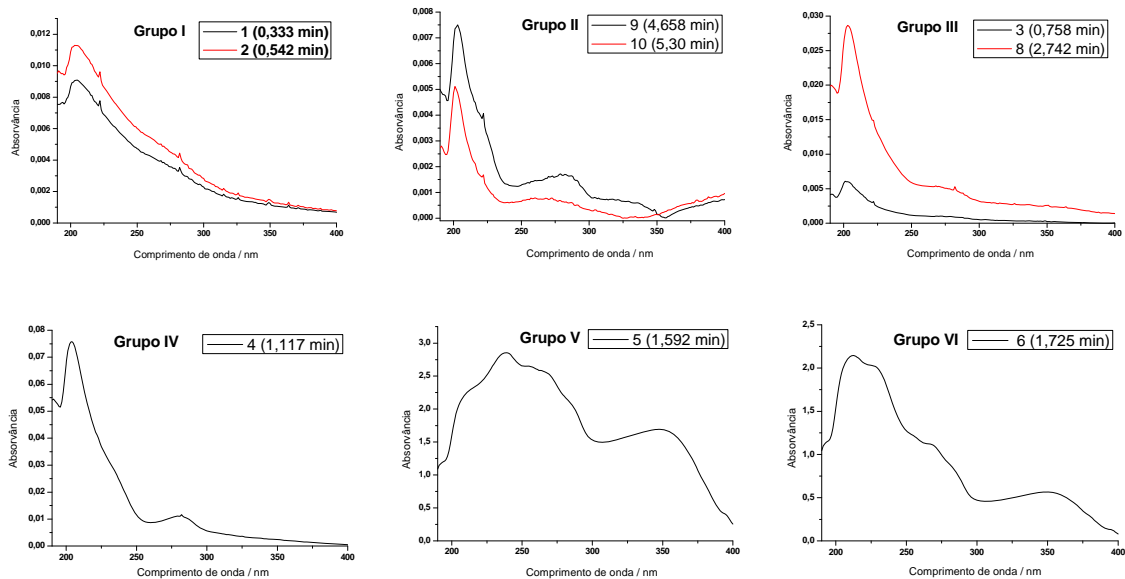 Grupo I
1 (0,333 min)
2 (0,542 min)
0,012
0,010
0,008
0,006
0,004
0,002
0,000
Absorvância
200
250
300
350
400
Comprimento de onda / nm
Grupo II
9 (4,658 min)
10 (5,30 min)
0,008
0,007
0,006
0,005
0,004
0,003
0,002
0,001
0,000
Absorvância
200
250
300
350
400
Comprimento de onda / nm
Grupo III
3 (0,758 min)
8 (2,742 min)
0,030
0,025
0,020
0,015
0,010
0,005
0,000
Absorvância
200
250
300
350
400
Comprimento de onda / nm
Grupo IV
4 (1,117 min)
0,08
0,07
0,06
0,05
0,04
0,03
0,02
0,01
0,00
Absorvância
200
250
300
350
400
Comprimento de onda / nm
Grupo V
5 (1,592 min)
3,0
2,5
2,0
1,5
1,0
0,5
0,0
Absorvância
200
250
300
350
400
Comprimento de onda / nm
Grupo VI
6 (1,725 min)
2,5
2,0
1,5
1,0
0,5
0,0
Absorvância
200
250
300
350
400
Comprimento de onda / nm